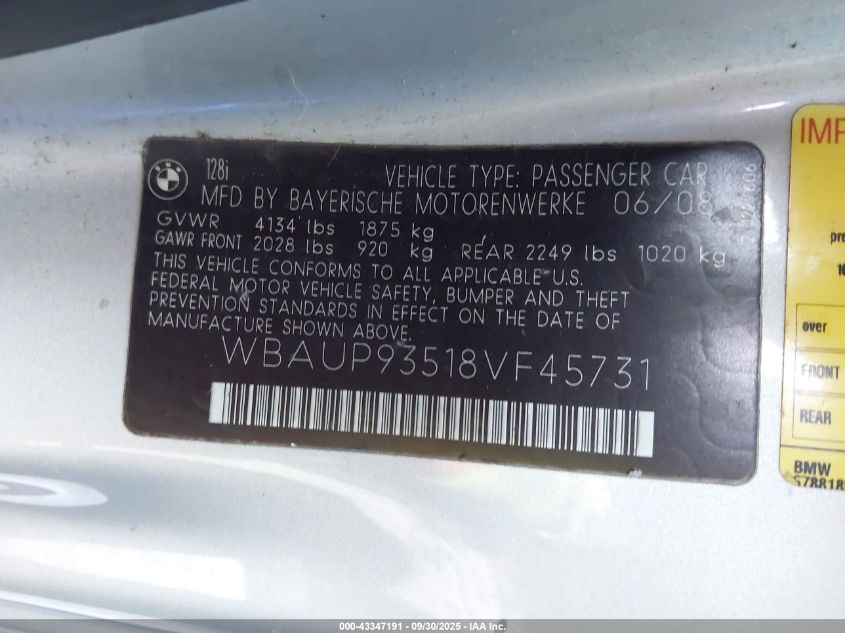 BMW
128i VEHICLE TYPE: PASSENGER CAR
MFD BY BAYERISCHE MOTORENWERKE 06/08
GVWR 4134 lbs 1875 kg
GAWR FRONT 2028 lbs 920 kg REAR 2249 lbs 1020 kg
THIS VEHICLE CONFORMS TO ALL APPLICABLE U.S.
FEDERAL MOTOR VEHICLE SAFETY, BUMPER AND THEFT
PREVENTION STANDARDS IN EFFECT ON THE DATE OF
MANUFACTURE SHOWN ABOVE.
WBAUP93518VF45731
IMP
pre
over
REAR
BMW
000-43347191 - 09/30/2025 - IAA Inc.